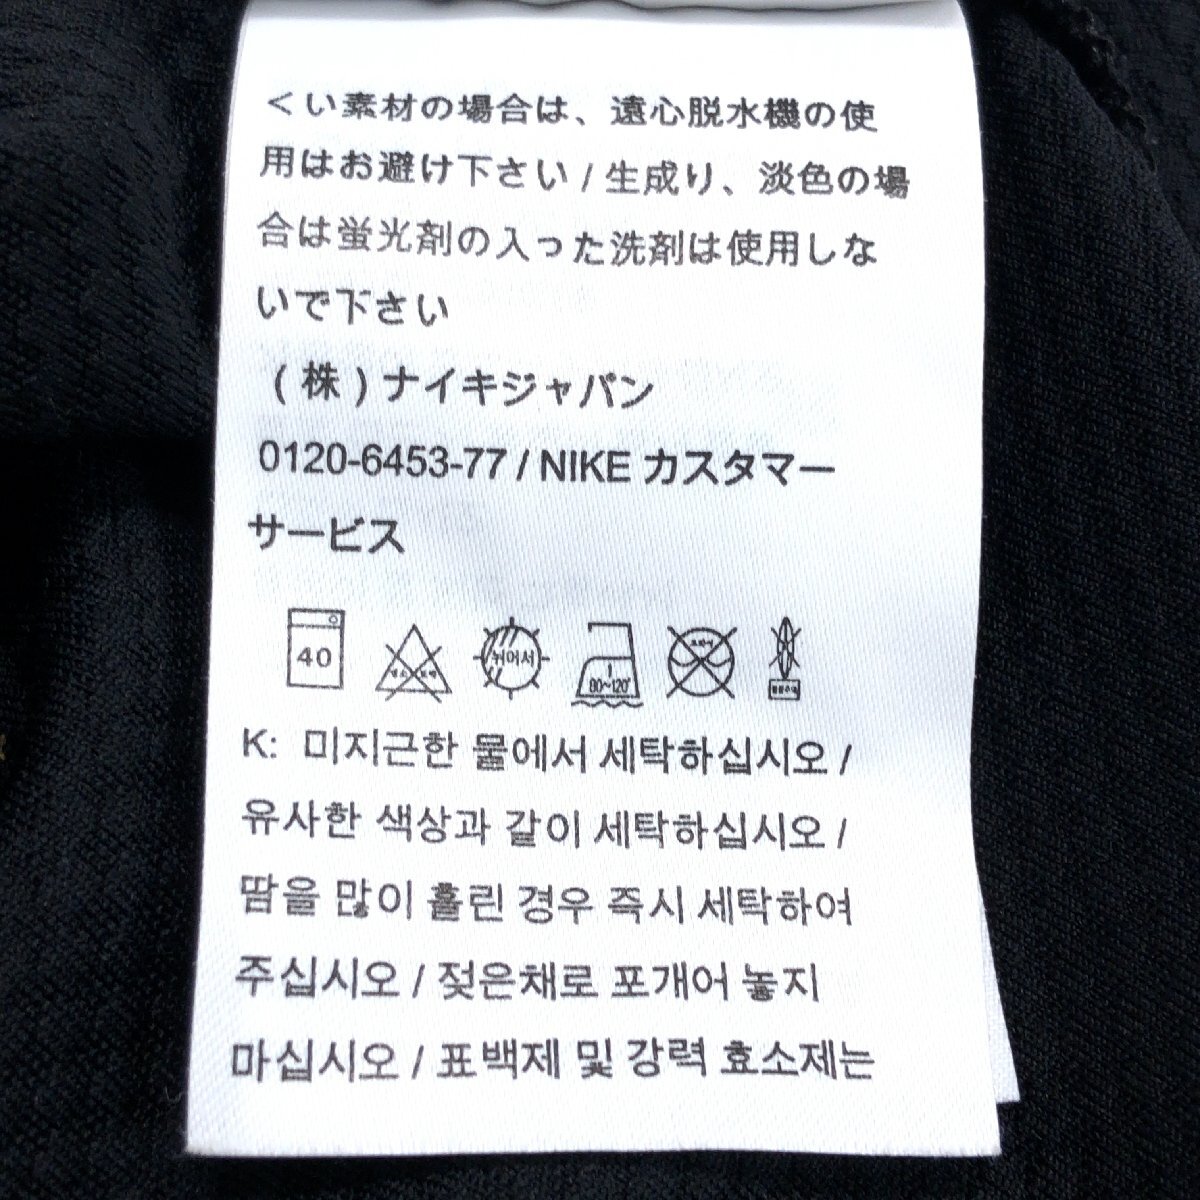 くい素材の場合は、遠心脱水機の使
用はお避け下さい / 生成り、淡色の場
合は蛍光剤の入った洗剤は使用しな
いで下さい
(株)ナイキジャパン
0120-6453-77 / NIKE カスタマー
サービス
40 뉘어서 80~120˚
K: 미지근한 물에서 세탁하십시오 /
유사한 색상과 같이 세탁하십시오 /
땀을 많이 흘린 경우 즉시 세탁하여
주십시오 / 젖은채로 포개어 놓지
마십시오 / 표백제 및 강력 효소제는